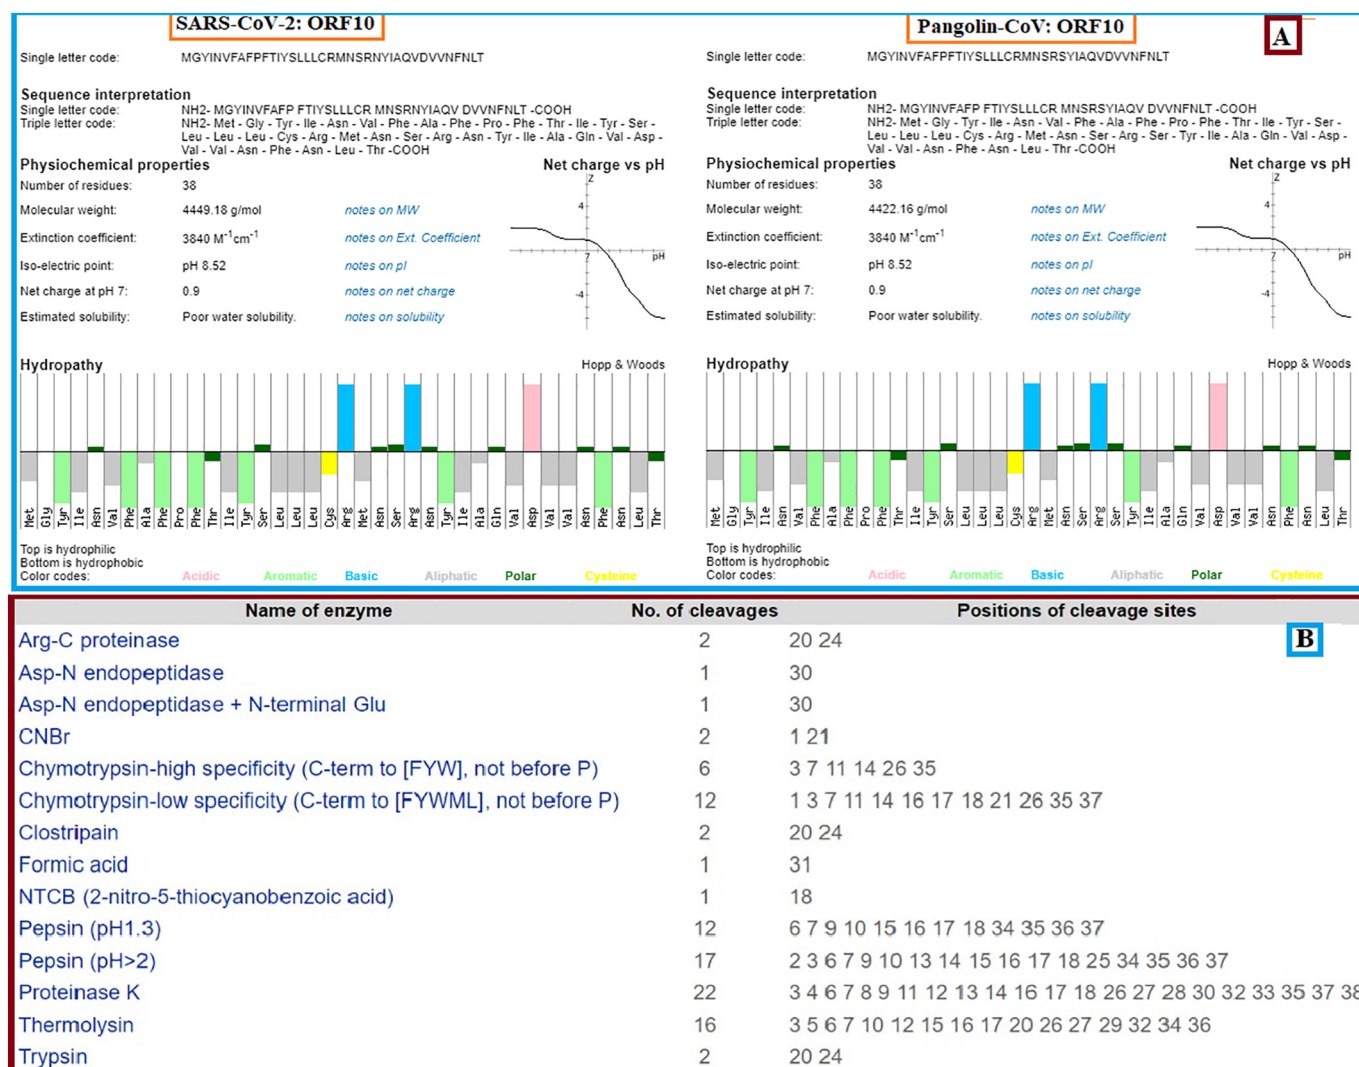 SARS-CoV-2: ORF10
Single letter code: MGYINVFAFPFTIYSLLLCRMNSRNYIAQVDVVNFNLT
Sequence interpretation
Single letter code: NH2- MGYINVFAFP FTIYSLLLCR MNSRNYIAQV DVVNFNLT -COOH
Triple letter code: NH2- Met - Gly - Tyr - Ile - Asn - Val - Phe - Ala - Phe - Pro - Phe - Thr - Ile - Tyr - Ser -
Leu - Leu - Leu - Cys - Arg - Met - Asn - Ser - Arg - Asn - Tyr - Ile - Ala - Gln - Val - Asp -
Val - Val - Asn - Phe - Asn - Leu - Thr -COOH
Physiochemical properties Net charge vs pH
Number of residues: 38
Molecular weight: 4449.18 g/mol notes on MW
Extinction coefficient: 3840 M⁻¹cm⁻¹ notes on Ext. Coefficient
Iso-electric point: pH 8.52 notes on pI
Net charge at pH 7: 0.9 notes on net charge
Estimated solubility: Poor water solubility. notes on solubility
Z
4
7 pH
-4
Hydropathy Hopp & Woods
Met Gly Tyr Ile Asn Val Phe Ala Phe Pro Phe Thr Ile Tyr Ser Leu Leu Leu Cys Arg Met Asn Ser Arg Asn Tyr Ile Ala Gln Val Asp Val Val Asn Phe Asn Leu Thr
Top is hydrophilic
Bottom is hydrophobic
Color codes: Acidic Aromatic Basic Aliphatic Polar Cysteine
Pangolin-CoV: ORF10
A
Single letter code: MGYINVFAFPFTIYSLLLCRMNSRSYIAQVDVVNFNLT
Sequence interpretation
Single letter code: NH2- MGYINVFAFP FTIYSLLLCR MNSRSYIAQV DVVNFNLT -COOH
Triple letter code: NH2- Met - Gly - Tyr - Ile - Asn - Val - Phe - Ala - Phe - Pro - Phe - Thr - Ile - Tyr - Ser -
Leu - Leu - Leu - Cys - Arg - Met - Asn - Ser - Arg - Ser - Tyr - Ile - Ala - Gln - Val - Asp -
Val - Val - Asn - Phe - Asn - Leu - Thr -COOH
Physiochemical properties Net charge vs pH
Number of residues: 38
Molecular weight: 4422.16 g/mol notes on MW
Extinction coefficient: 3840 M⁻¹cm⁻¹ notes on Ext. Coefficient
Iso-electric point: pH 8.52 notes on pI
Net charge at pH 7: 0.9 notes on net charge
Estimated solubility: Poor water solubility. notes on solubility
Z
4
7 pH
-4
Hydropathy Hopp & Woods
Met Gly Tyr Ile Asn Val Phe Ala Phe Pro Phe Thr Ile Tyr Ser Leu Leu Leu Cys Arg Met Asn Ser Arg Ser Tyr Ile Ala Gln Val Asp Val Val Asn Phe Asn Leu Thr
Top is hydrophilic
Bottom is hydrophobic
Color codes: Acidic Aromatic Basic Aliphatic Polar Cysteine
Name of enzyme No. of cleavages Positions of cleavage sites
B
Arg-C proteinase 2 20 24
Asp-N endopeptidase 1 30
Asp-N endopeptidase + N-terminal Glu 1 30
CNBr 2 1 21
Chymotrypsin-high specificity (C-term to [FYW], not before P) 6 3 7 11 14 26 35
Chymotrypsin-low specificity (C-term to [FYWML], not before P) 12 1 3 7 11 14 16 17 18 21 26 35 37
Clostripain 2 20 24
Formic acid 1 31
NTCB (2-nitro-5-thiocyanobenzoic acid) 1 18
Pepsin (pH1.3) 12 6 7 9 10 15 16 17 18 34 35 36 37
Pepsin (pH>2) 17 2 3 6 7 9 10 13 14 15 16 17 18 25 34 35 36 37
Proteinase K 22 3 4 6 7 8 9 11 12 13 14 16 17 18 26 27 28 30 32 33 35 37 38
Thermolysin 16 3 5 6 7 10 12 15 16 17 20 26 27 29 32 34 36
Trypsin 2 20 24